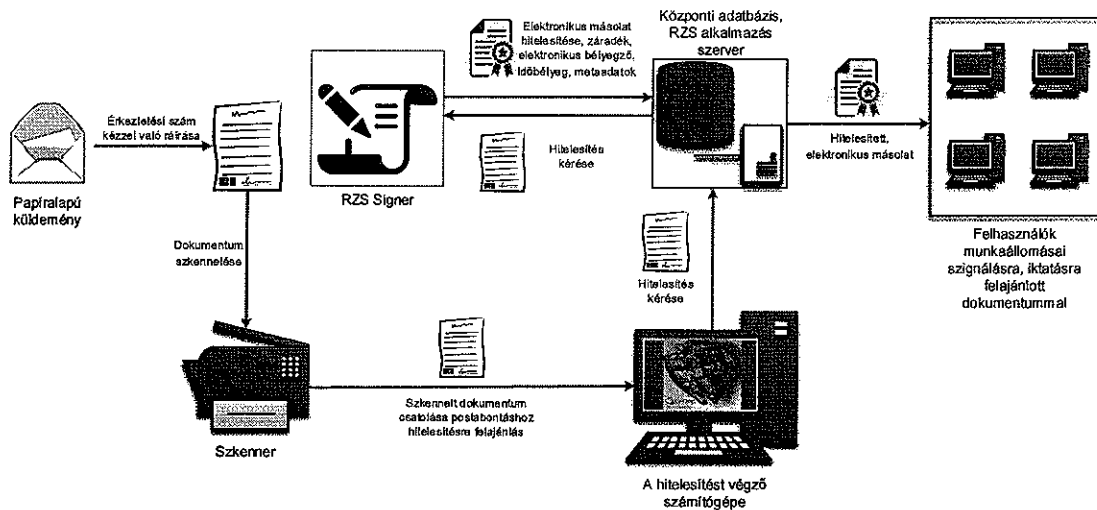 Elektronikus másolat
hitelesítése, záradék,
elektronikus bélyegző,
Időbélyeg, metaadatok
Központi adatbázis,
RZS alkalmazás
szerver
Érkeztetési szám
kézzel való ráírása
Hitelesítés
kérése
Hitelesített,
elektronikus másolat
Papíralapú
küldemény
RZS Signer
Felhasználók
munkaállomásai
szignálásra, iktatásra
felajántott
dokumentummal
Dokumentum
szkennelése
Hitelesítés
kérése
Szkennelt dokumentum
csatolása postabontáshoz
hitelesítésre felajánlás
Szkenner
A hitelesítést végző
számítógépe